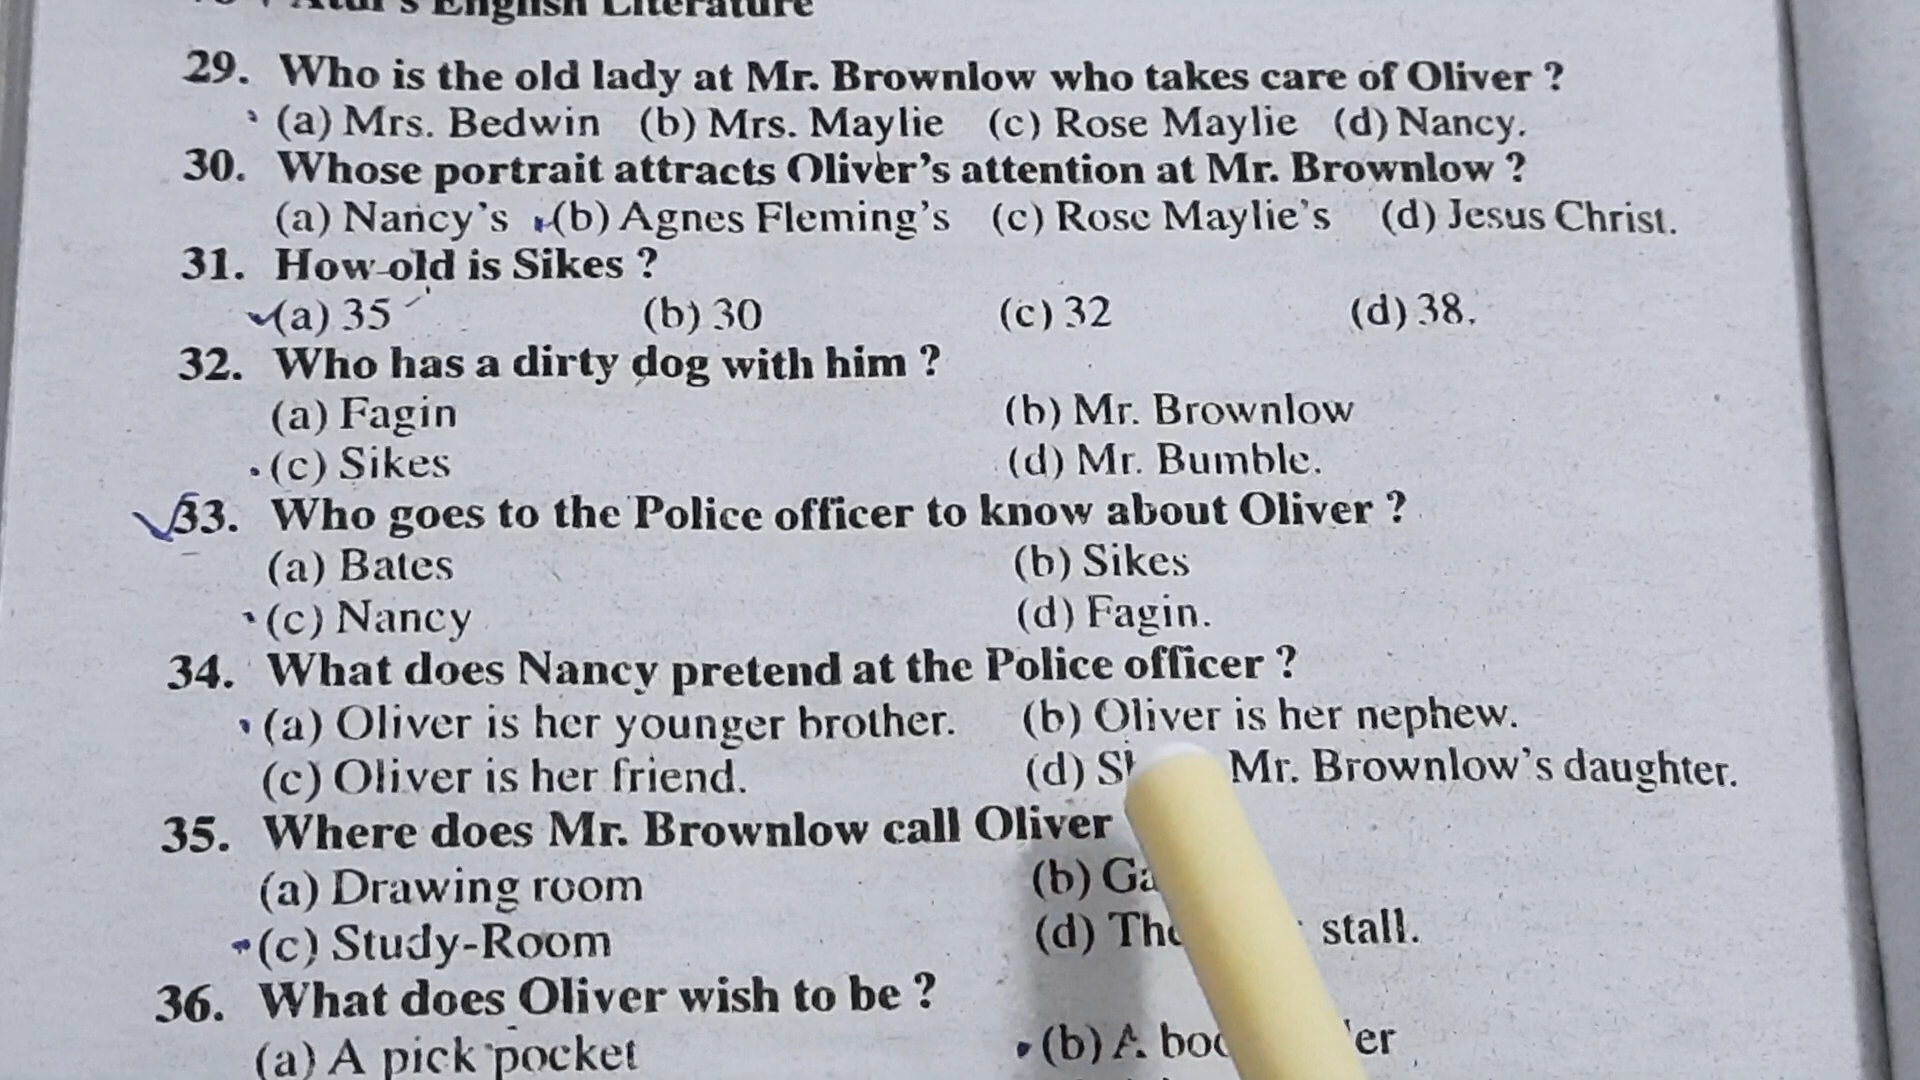 Atul's English Literature
29. Who is the old lady at Mr. Brownlow who takes care of Oliver ?
(a) Mrs. Bedwin (b) Mrs. Maylie (c) Rose Maylie (d) Nancy.
30. Whose portrait attracts Oliver's attention at Mr. Brownlow ?
(a) Nancy's (b) Agnes Fleming's (c) Rose Maylie's (d) Jesus Christ.
31. How old is Sikes ?
(a) 35 (b) 30 (c) 32 (d) 38.
32. Who has a dirty dog with him ?
(a) Fagin (b) Mr. Brownlow
(c) Sikes (d) Mr. Bumble.
33. Who goes to the Police officer to know about Oliver ?
(a) Bates (b) Sikes
(c) Nancy (d) Fagin.
34. What does Nancy pretend at the Police officer ?
(a) Oliver is her younger brother. (b) Oliver is her nephew.
(c) Oliver is her friend. (d) Mr. Brownlow's daughter.
35. Where does Mr. Brownlow call Oliver
(a) Drawing room (b)
(c) Study-Room (d) stall.
36. What does Oliver wish to be ?
(a) A pick pocket (b) A